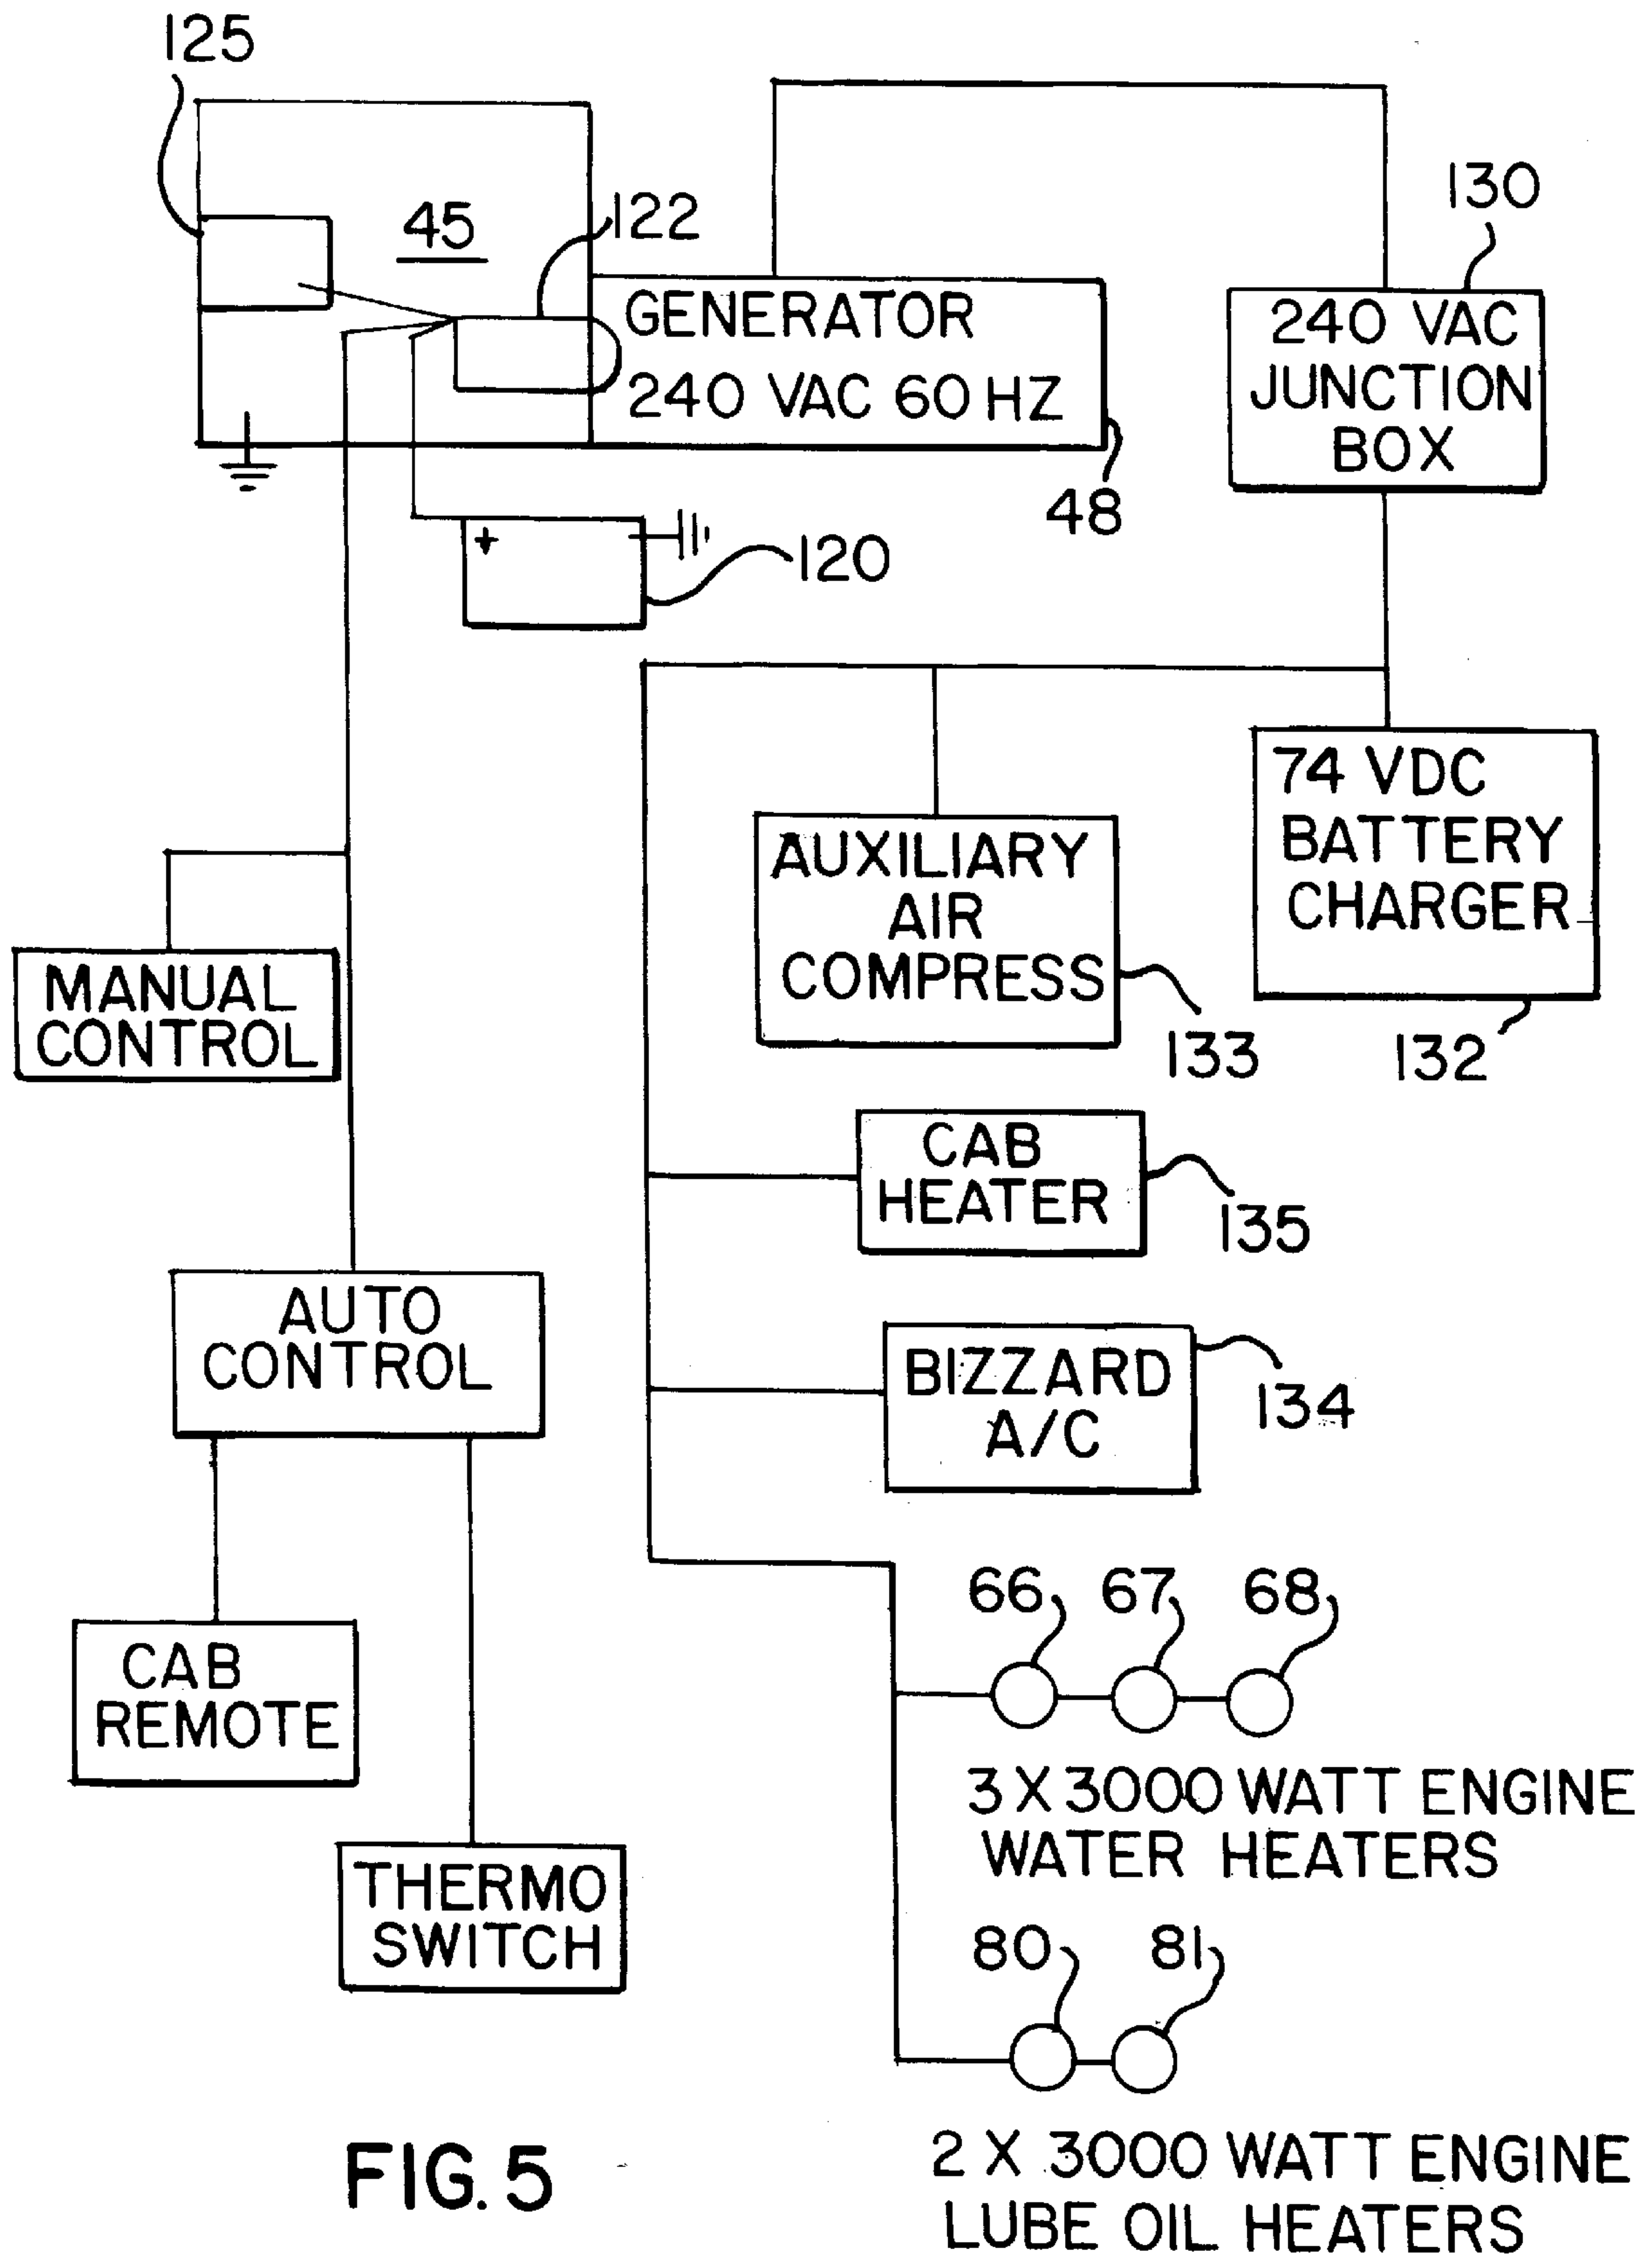 125
45
122
130
GENERATOR
240 VAC 60 HZ
48
240 VAC
JUNCTION
BOX
+
120
74 VDC
BATTERY
CHARGER
132
AUXILIARY
AIR
COMPRESS
133
MANUAL
CONTROL
CAB
HEATER
135
AUTO
CONTROL
BIZZARD
A/C
134
CAB
REMOTE
THERMO
SWITCH
66 67 68
3 X 3000 WATT ENGINE
WATER HEATERS
80 81
2 X 3000 WATT ENGINE
LUBE OIL HEATERS
FIG. 5